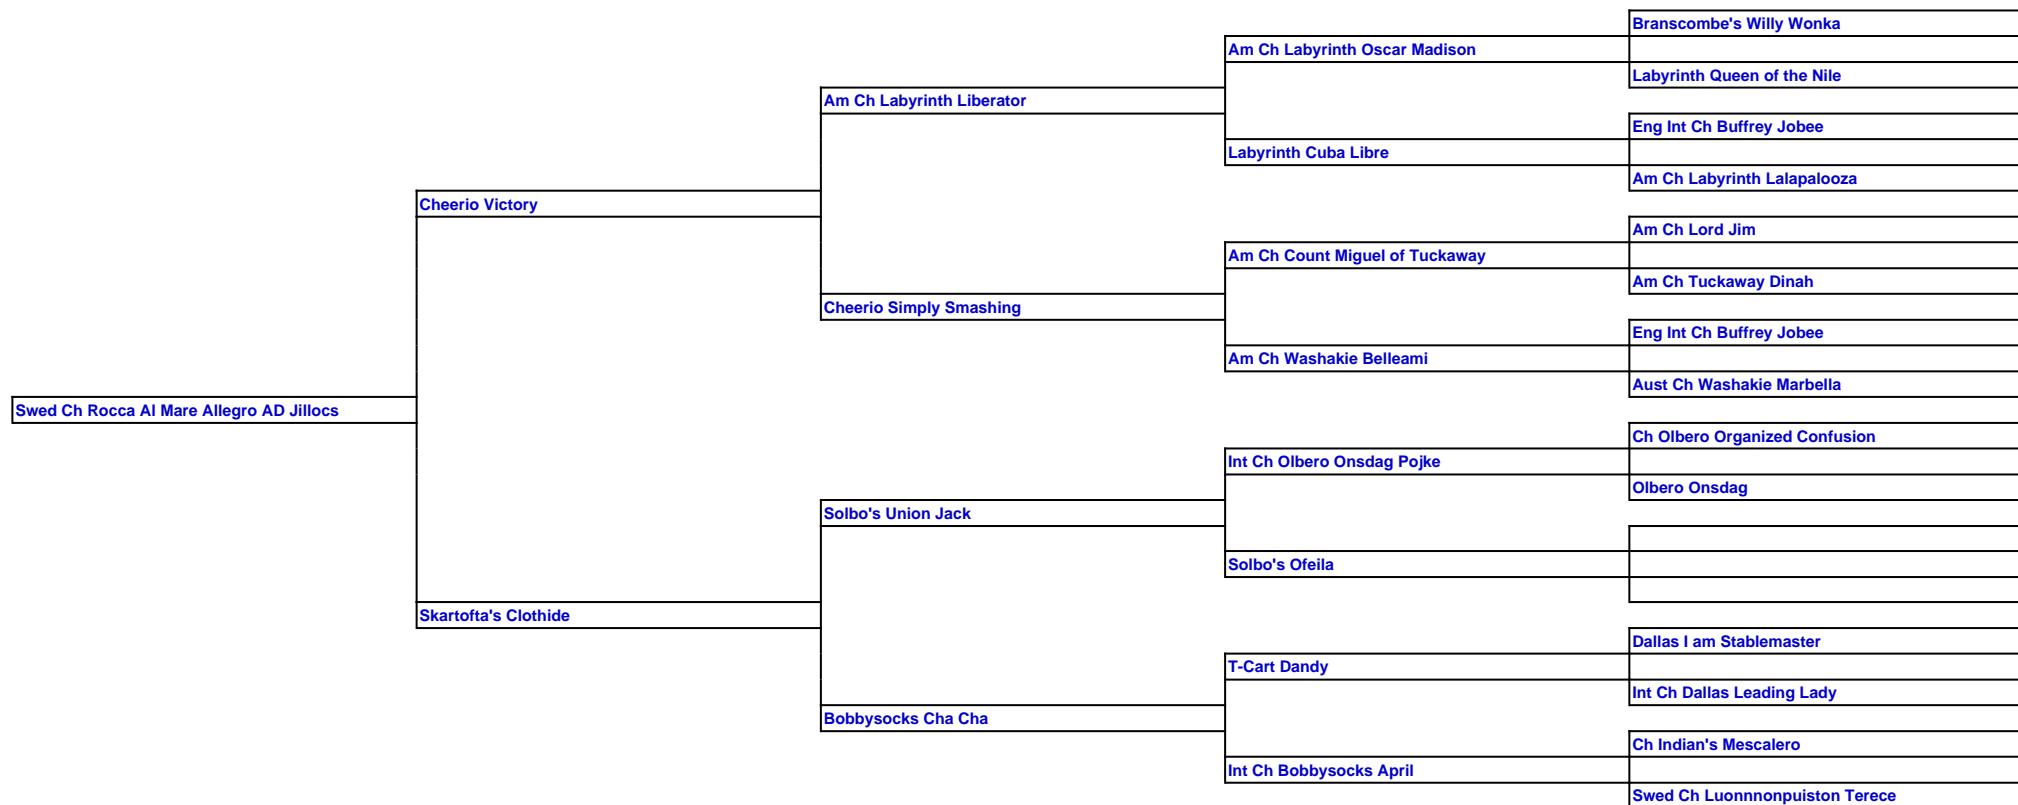 Branscombe's Willy Wonka
Am Ch Labyrinth Oscar Madison
Labyrinth Queen of the Nile
Am Ch Labyrinth Liberator
Eng Int Ch Buffrey Jobee
Labyrinth Cuba Libre
Am Ch Labyrinth Lalapalooza
Cheerio Victory
Am Ch Lord Jim
Am Ch Count Miguel of Tuckaway
Am Ch Tuckaway Dinah
Cheerio Simply Smashing
Eng Int Ch Buffrey Jobee
Am Ch Washakie Belleami
Aust Ch Washakie Marbella
Swed Ch Rocca Al Mare Allegro AD Jillocs
Ch Olbero Organized Confusion
Int Ch Olbero Onsdag Pojke
Olbero Onsdag
Solbo's Union Jack
Solbo's Ofeila
Skartofta's Clothide
Dallas I am Stablemaster
T-Cart Dandy
Int Ch Dallas Leading Lady
Bobbysocks Cha Cha
Ch Indian's Mescalero
Int Ch Bobbysocks April
Swed Ch Luonnnonpuiston Terece